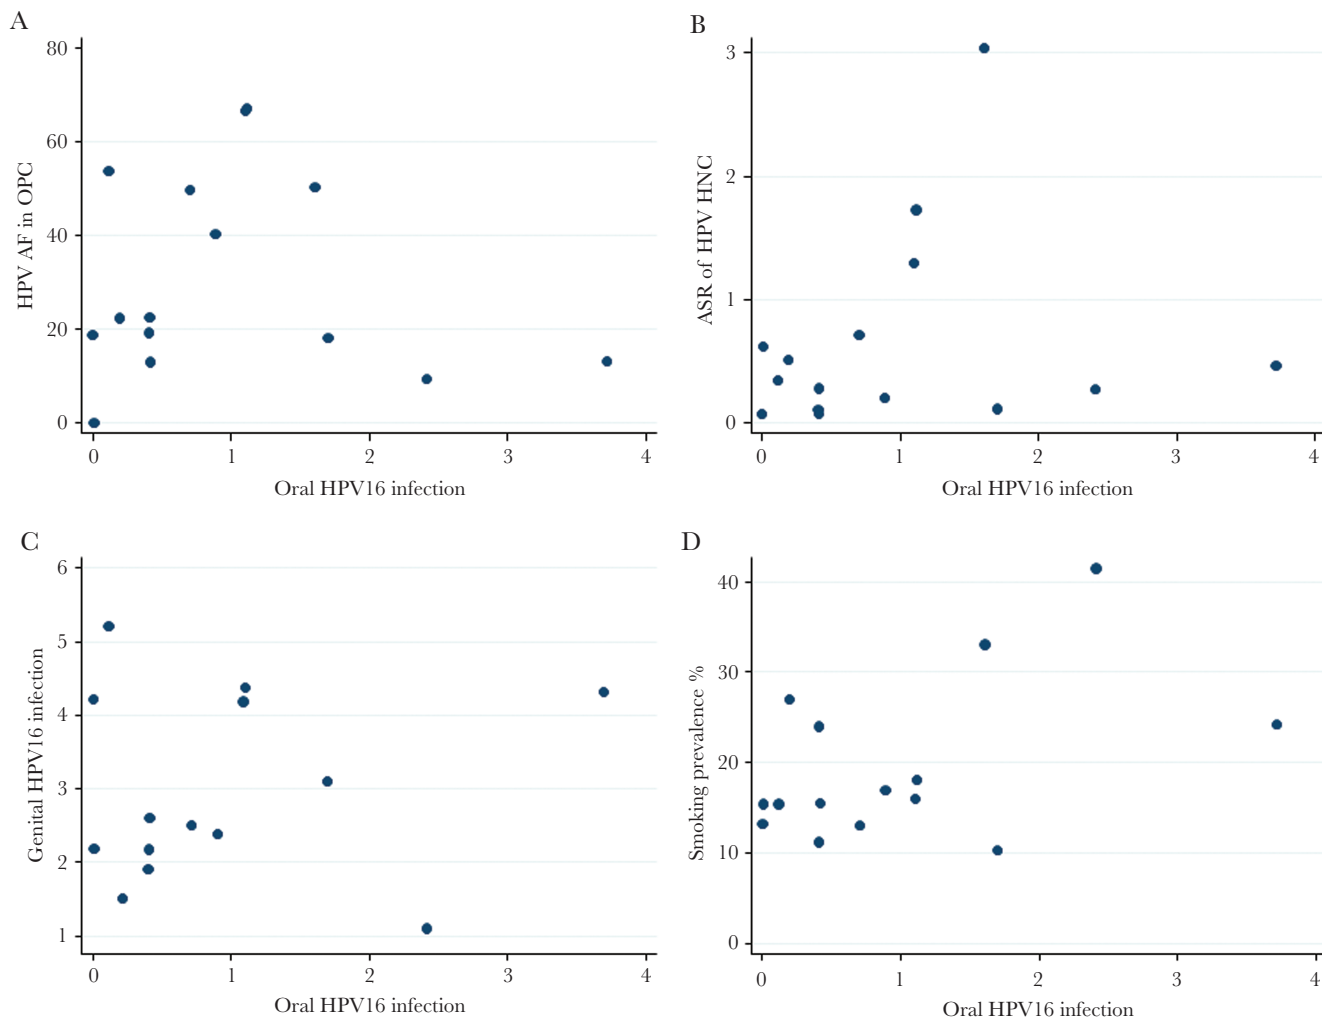 A
80
60
40
20
0
HPV AF in OPC
0 1 2 3 4
Oral HPV16 infection
B
3
2
1
0
ASR of HPV HNC
0 1 2 3 4
Oral HPV16 infection
C
6
5
4
3
2
1
Genital HPV16 infection
0 1 2 3 4
Oral HPV16 infection
D
40
30
20
10
0
Smoking prevalence %
0 1 2 3 4
Oral HPV16 infection